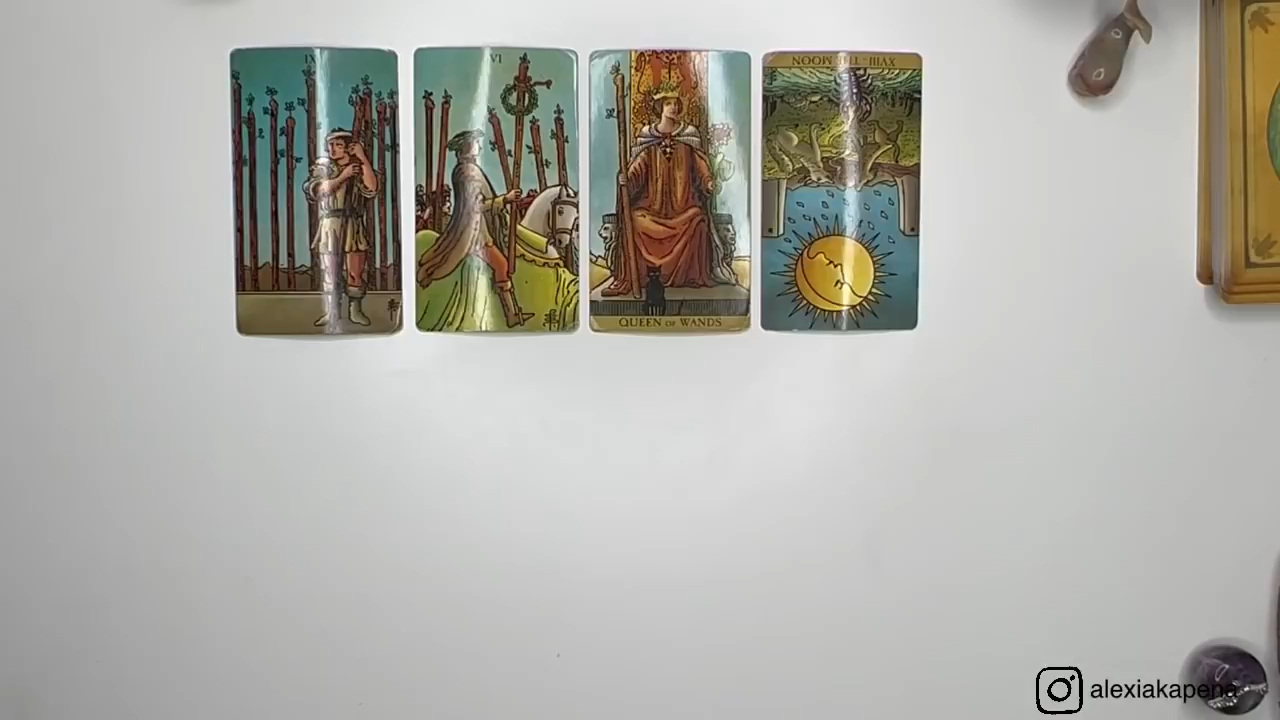 IX
VI
QUEEN OF WANDS
XVIII-THE MOON
alexiakapena